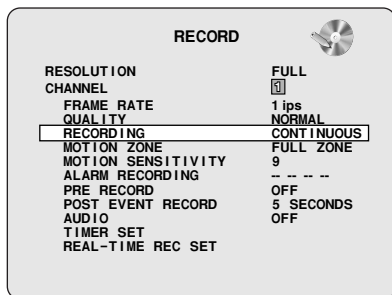 RECORD
RESOLUTION FULL
CHANNEL 1
FRAME RATE 1 ips
QUALITY NORMAL
RECORDING CONTINUOUS
MOTION ZONE FULL ZONE
MOTION SENSITIVITY 9
ALARM RECORDING -- -- -- --
PRE RECORD OFF
POST EVENT RECORD 5 SECONDS
AUDIO OFF
TIMER SET
REAL-TIME REC SET